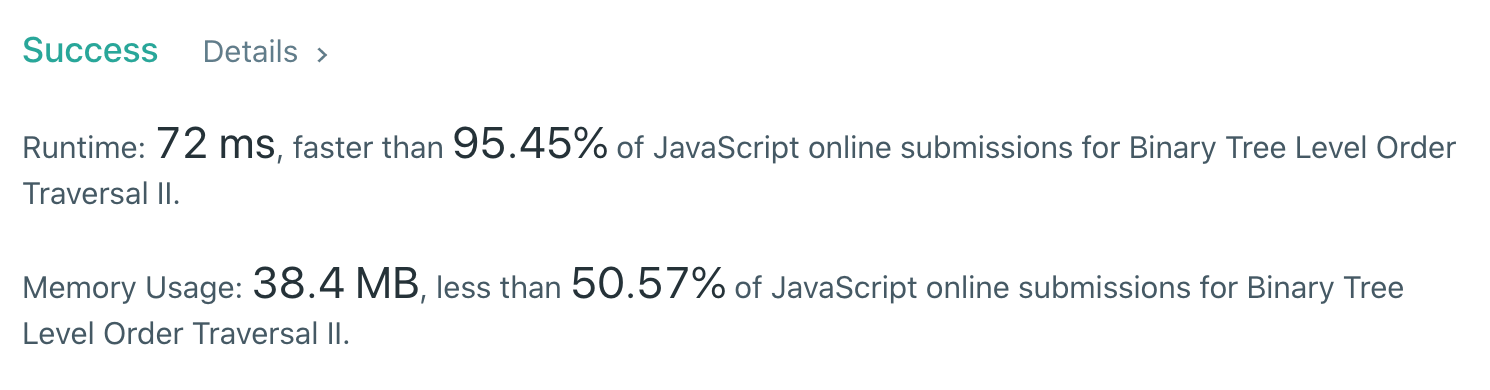 Success Details >
Runtime: 72 ms, faster than 95.45% of JavaScript online submissions for Binary Tree Level Order
Traversal II.
Memory Usage: 38.4 MB, less than 50.57% of JavaScript online submissions for Binary Tree
Level Order Traversal II.